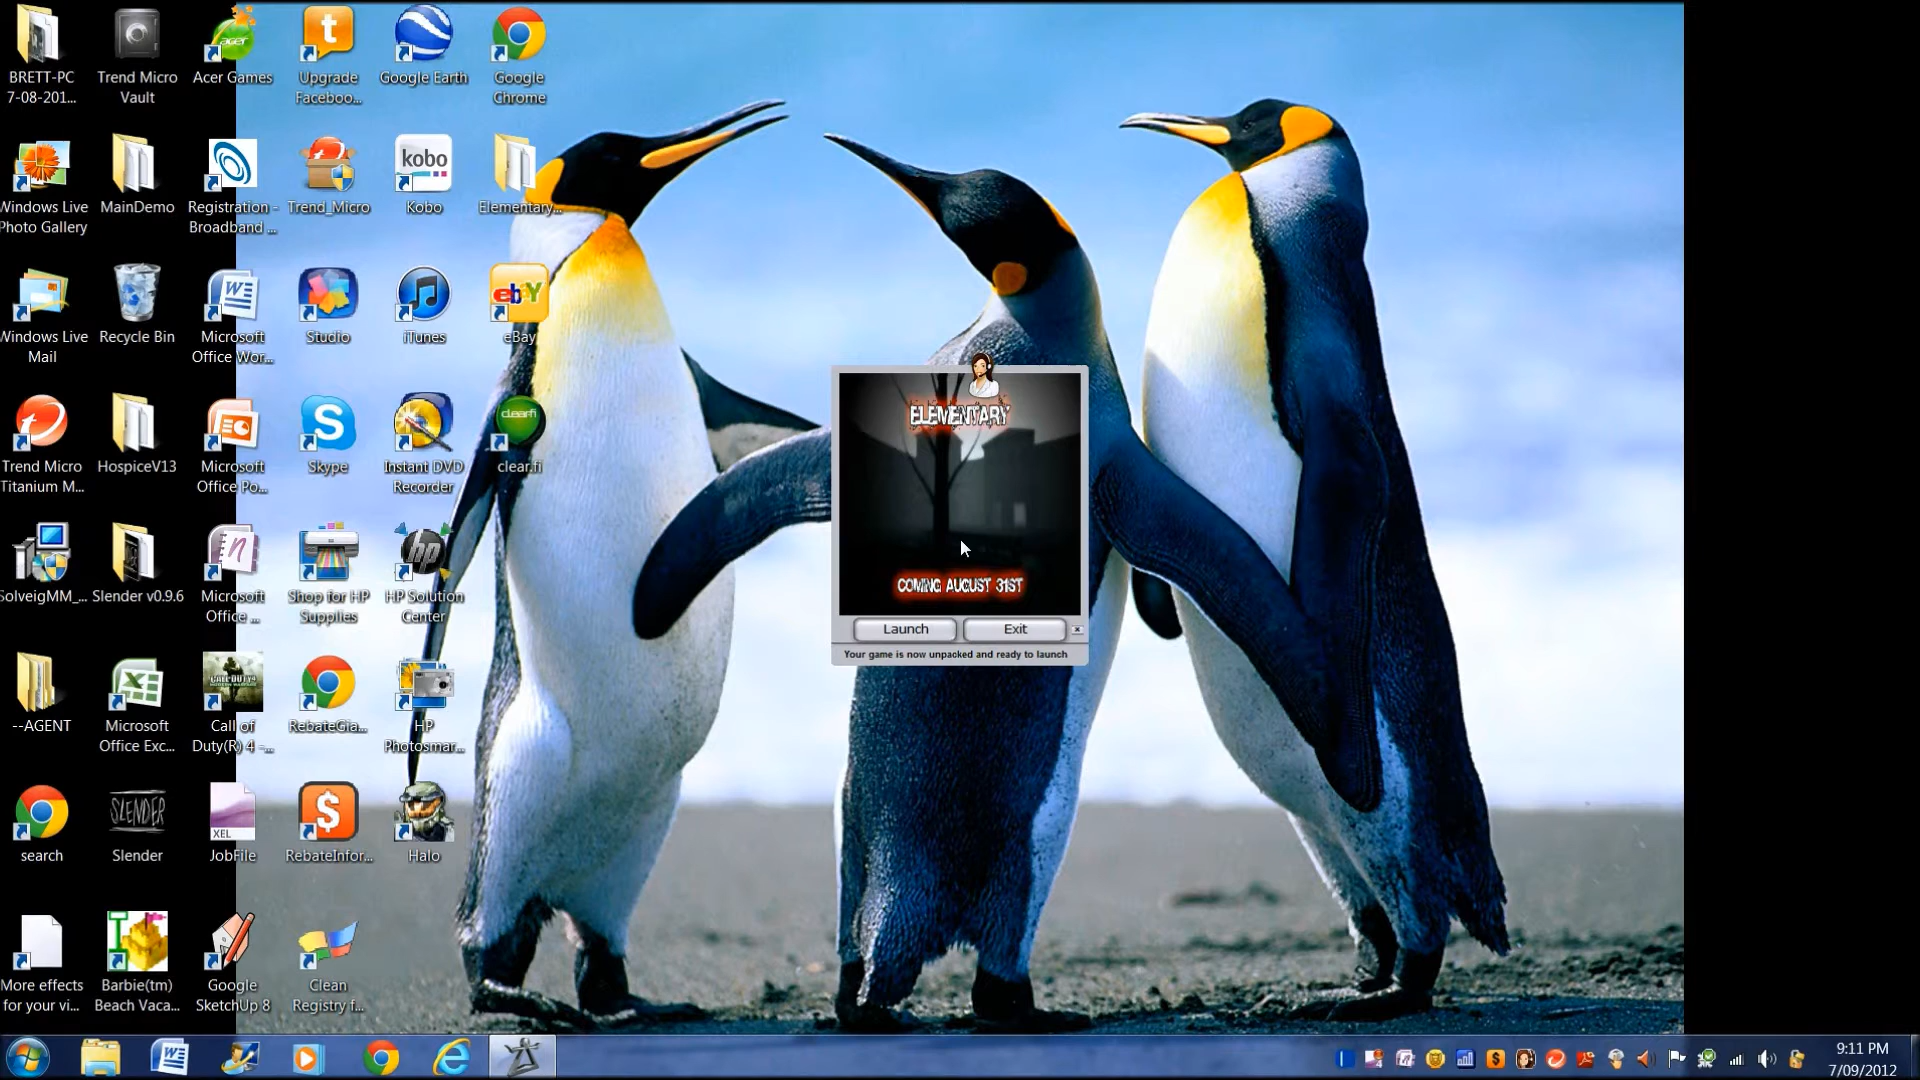 BRETT-PC
7-08-201...
Trend Micro
Vault
Acer Games
Upgrade
Faceboo...
Google Earth
Google
Chrome
Windows Live
Photo Gallery
MainDemo
Registration -
Broadband ...
Trend_Micro
kobo
Kobo
Elementary...
Windows Live
Mail
Recycle Bin
Microsoft
Office Wor...
Studio
iTunes
ebY
eBay
Trend Micro
Titanium M...
HospiceV13
Microsoft
Office Po...
Skype
Instant DVD
Recorder
clear.fi
clear.fi
SolveigMM_...
Slender v0.9.6
Microsoft
Office ...
Shop for HP
Supplies
hp
HP Solution
Center
--AGENT
Microsoft
Office Exc...
Call of
Duty(R) 4 -...
RebateGia...
HP
Photosmar...
search
SLENDER
Slender
XEL
JobFile
RebateInfor...
Halo
More effects
for your vi...
Barbie(tm)
Beach Vaca...
Google
SketchUp 8
Clean
Registry f...
ELEMENTARY
COMING AUGUST 31ST
Launch
Exit
Your game is now unpacked and ready to launch
9:11 PM
7/09/2012